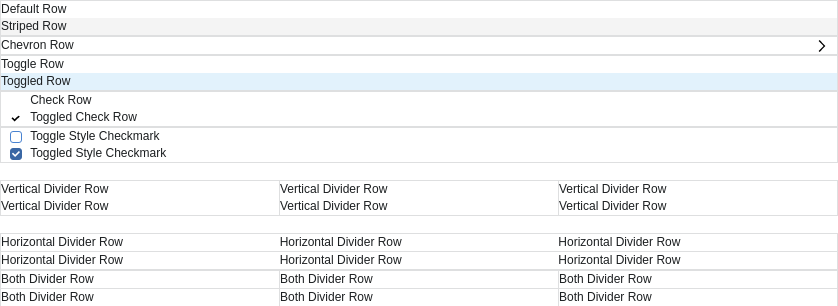 Default Row
Striped Row
Chevron Row
Toggle Row
Toggled Row
Check Row
Toggled Check Row
Toggle Style Checkmark
Toggled Style Checkmark
Vertical Divider Row Vertical Divider Row Vertical Divider Row
Vertical Divider Row Vertical Divider Row Vertical Divider Row
Horizontal Divider Row Horizontal Divider Row Horizontal Divider Row
Horizontal Divider Row Horizontal Divider Row Horizontal Divider Row
Both Divider Row Both Divider Row Both Divider Row
Both Divider Row Both Divider Row Both Divider Row